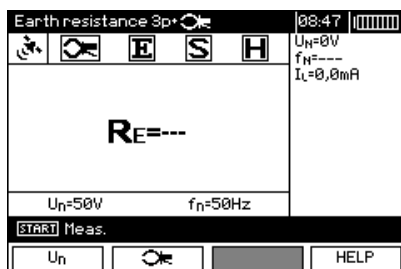 Earth resistance 3p+ 08:47
E S H
UN=0V
fN=---
IL=0,0mA
RE=---
Un=50V fn=50Hz
START Meas.
Un HELP